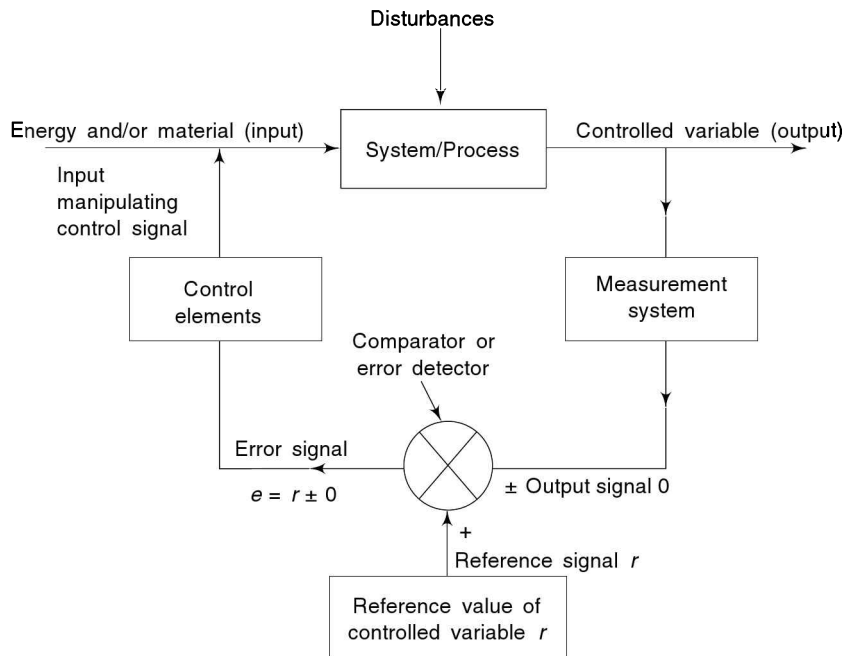 Disturbances
Energy and/or material (input)
System/Process
Controlled variable (output)
Input
manipulating
control signal
Control
elements
Measurement
system
Comparator or
error detector
Error signal
e = r ± 0
± Output signal 0
+
Reference signal r
Reference value of
controlled variable r